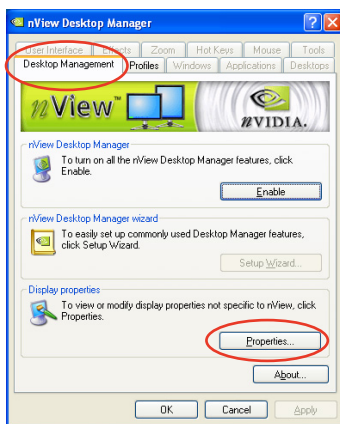 nView Desktop Manager
User Interface Effects Zoom Hot Keys Mouse Tools
Desktop Management Profiles Windows Applications Desktops
nView™ nVIDIA.
nView Desktop Manager
To turn on all the nView Desktop Manager features, click
Enable.
Enable
nView Desktop Manager wizard
To easily set up commonly used Desktop Manager features,
click Setup Wizard.
Setup Wizard...
Display properties
To view or modify display properties not specific to nView, click
Properties.
Properties...
About...
OK Cancel Apply